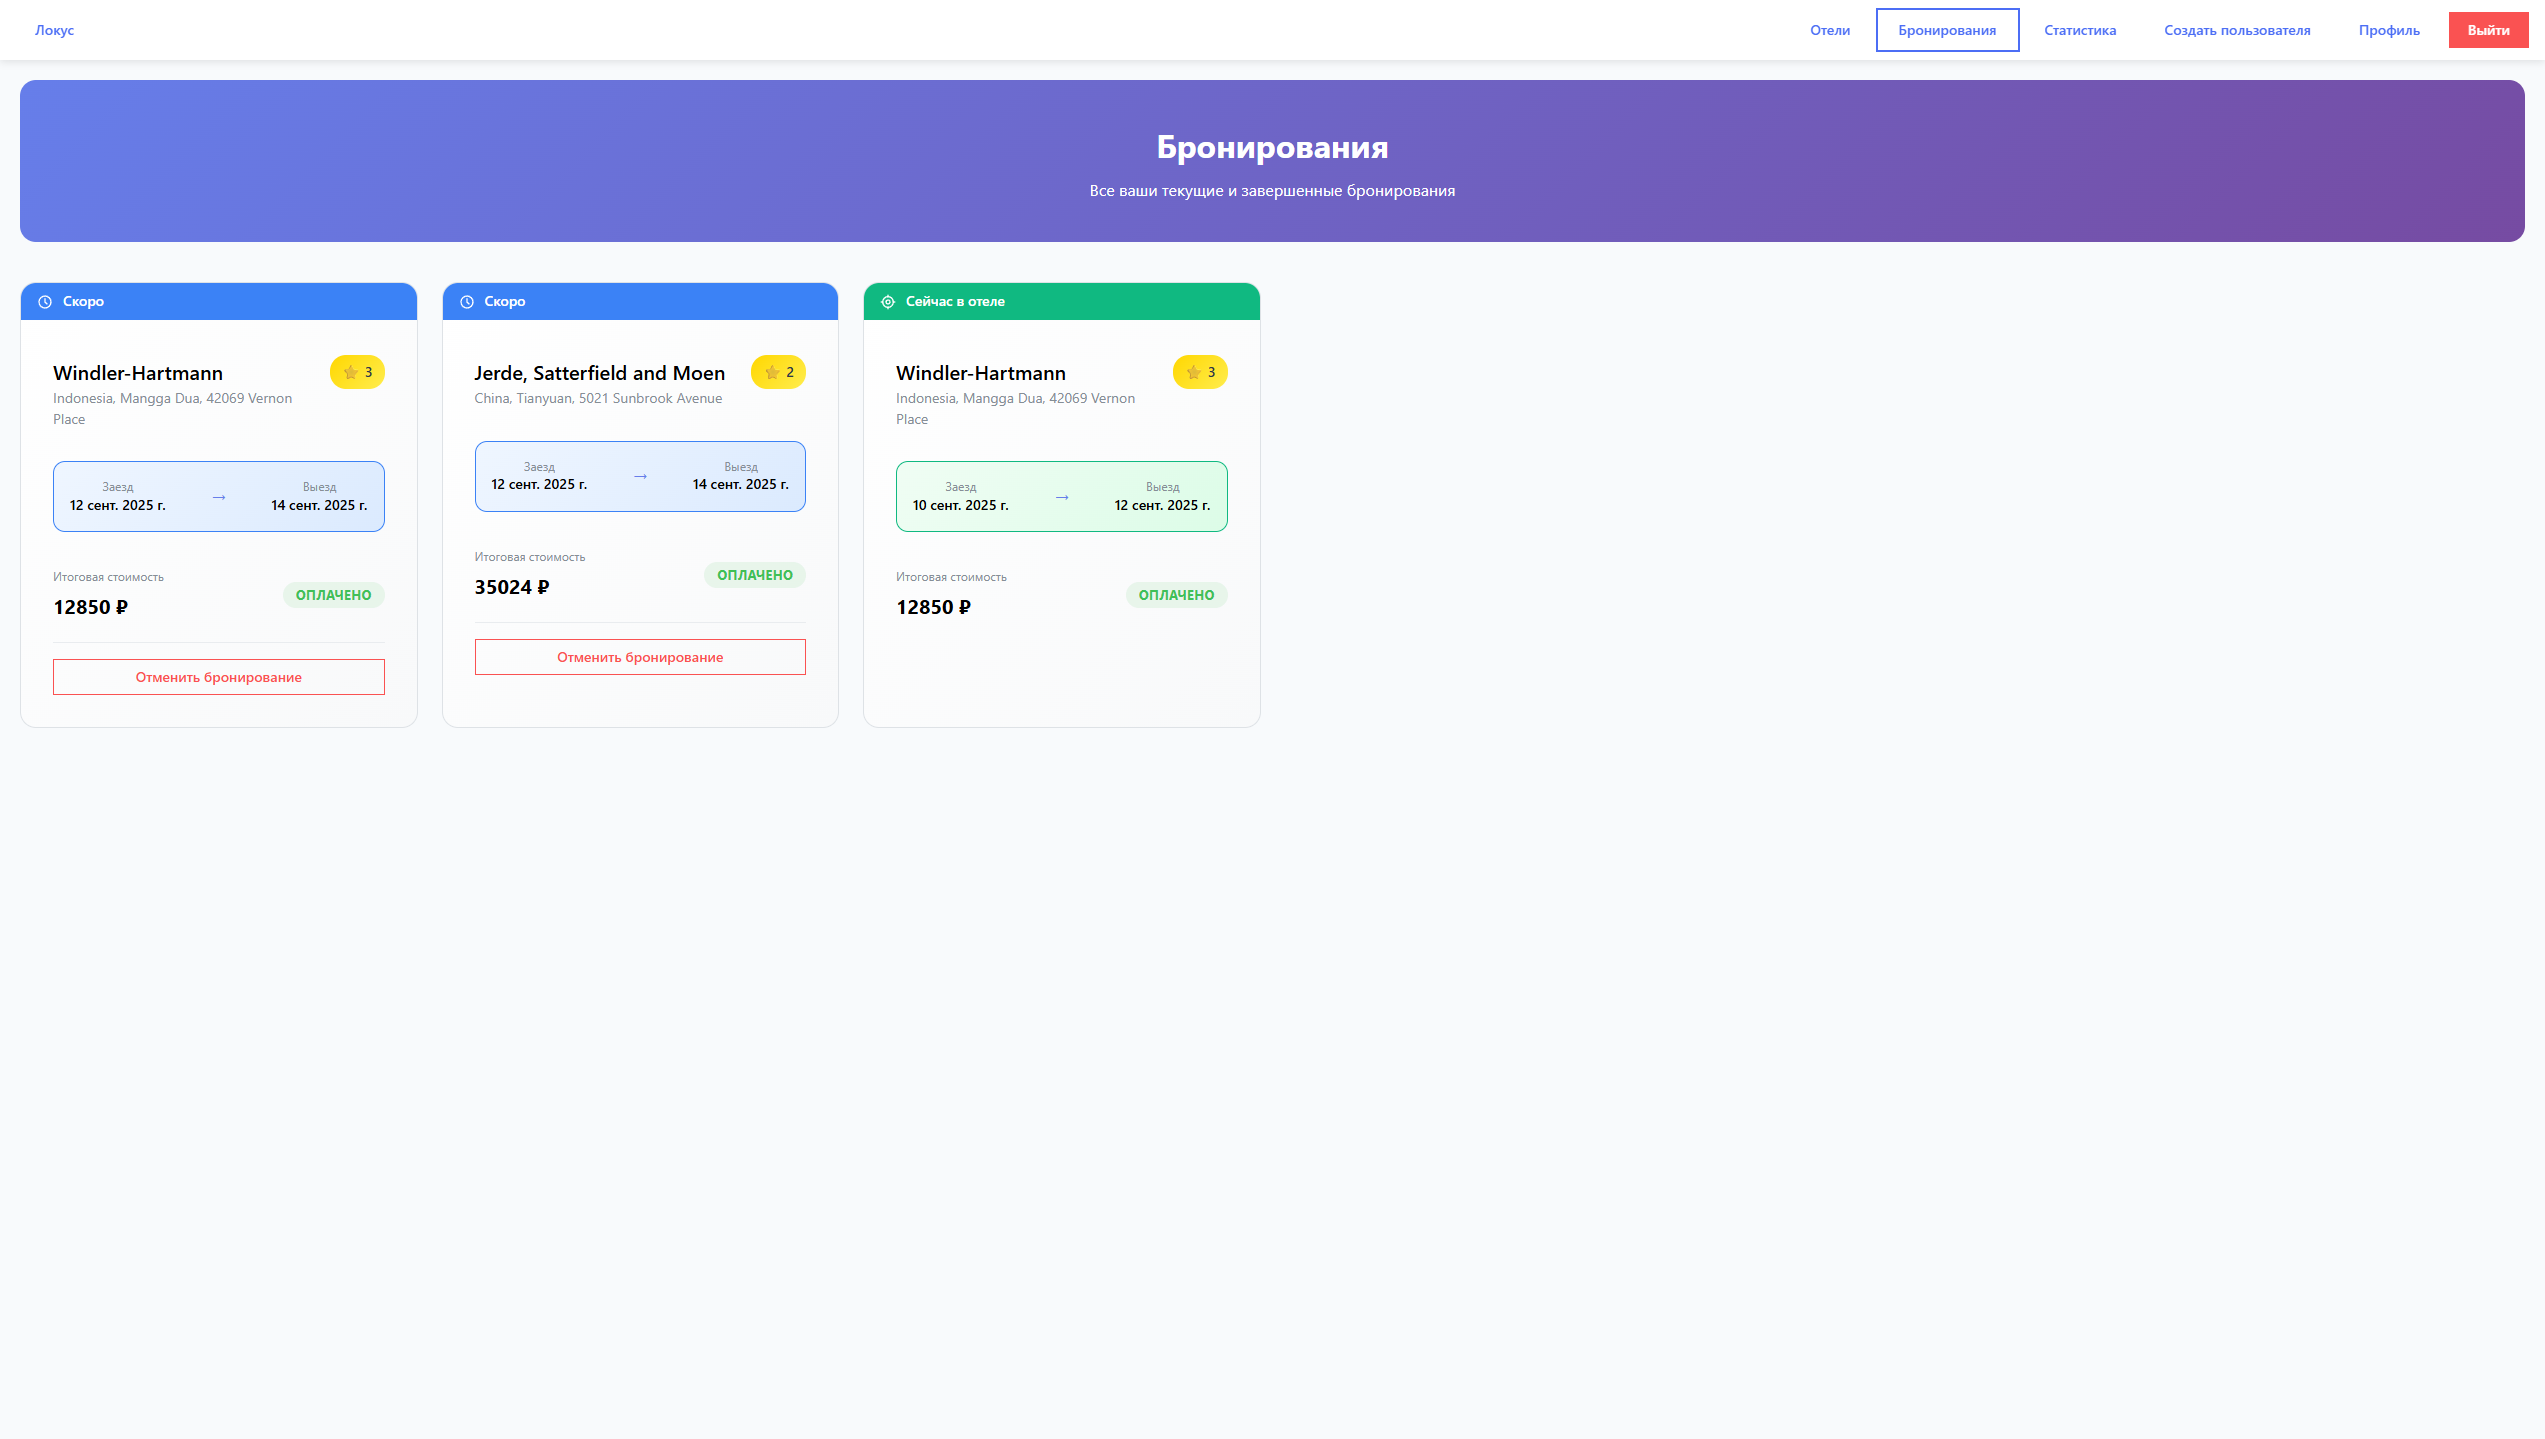 Локус
Отели
Бронирования
Статистика
Создать пользователя
Профиль
Выйти
Бронирования
Все ваши текущие и завершенные бронирования
Скоро
Windler-Hartmann
3
Indonesia, Mangga Dua, 42069 Vernon
Place
Заезд
12 сент. 2025 г.
→
Выезд
14 сент. 2025 г.
Итоговая стоимость
12850 ₽
ОПЛАЧЕНО
Отменить бронирование
Скоро
Jerde, Satterfield and Moen
2
China, Tianyuan, 5021 Sunbrook Avenue
Заезд
12 сент. 2025 г.
→
Выезд
14 сент. 2025 г.
Итоговая стоимость
35024 ₽
ОПЛАЧЕНО
Отменить бронирование
Сейчас в отеле
Windler-Hartmann
3
Indonesia, Mangga Dua, 42069 Vernon
Place
Заезд
10 сент. 2025 г.
→
Выезд
12 сент. 2025 г.
Итоговая стоимость
12850 ₽
ОПЛАЧЕНО